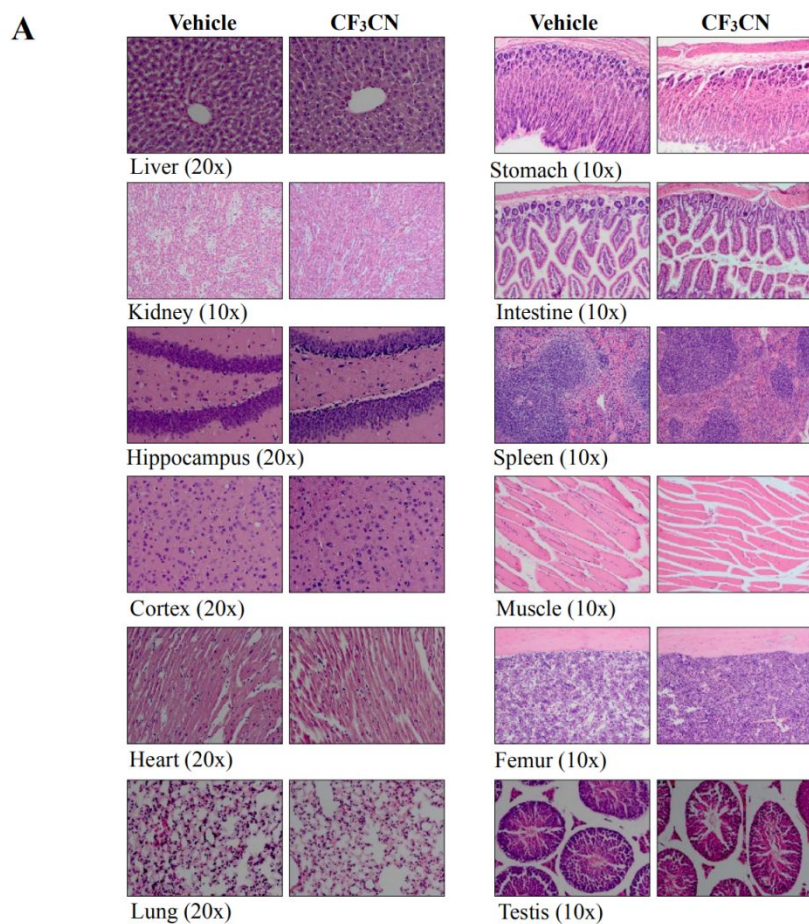 A
Vehicle CF₃CN Vehicle CF₃CN
Liver (20x) Stomach (10x)
Kidney (10x) Intestine (10x)
Hippocampus (20x) Spleen (10x)
Cortex (20x) Muscle (10x)
Heart (20x) Femur (10x)
Lung (20x) Testis (10x)